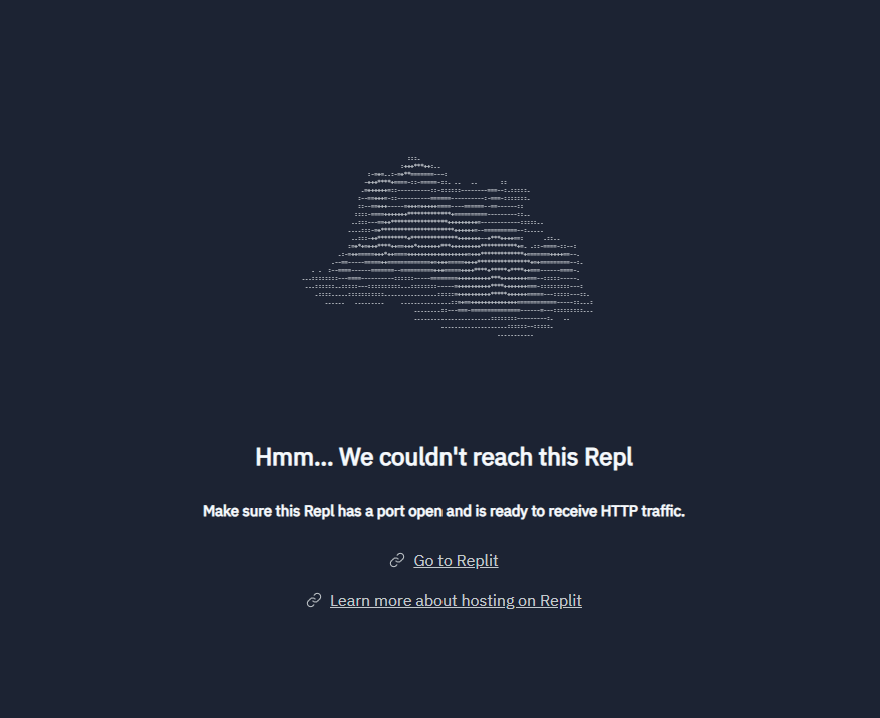 Hmm... We couldn't reach this Repl
Make sure this Repl has a port open and is ready to receive HTTP traffic.
Go to Replit
Learn more about hosting on Replit